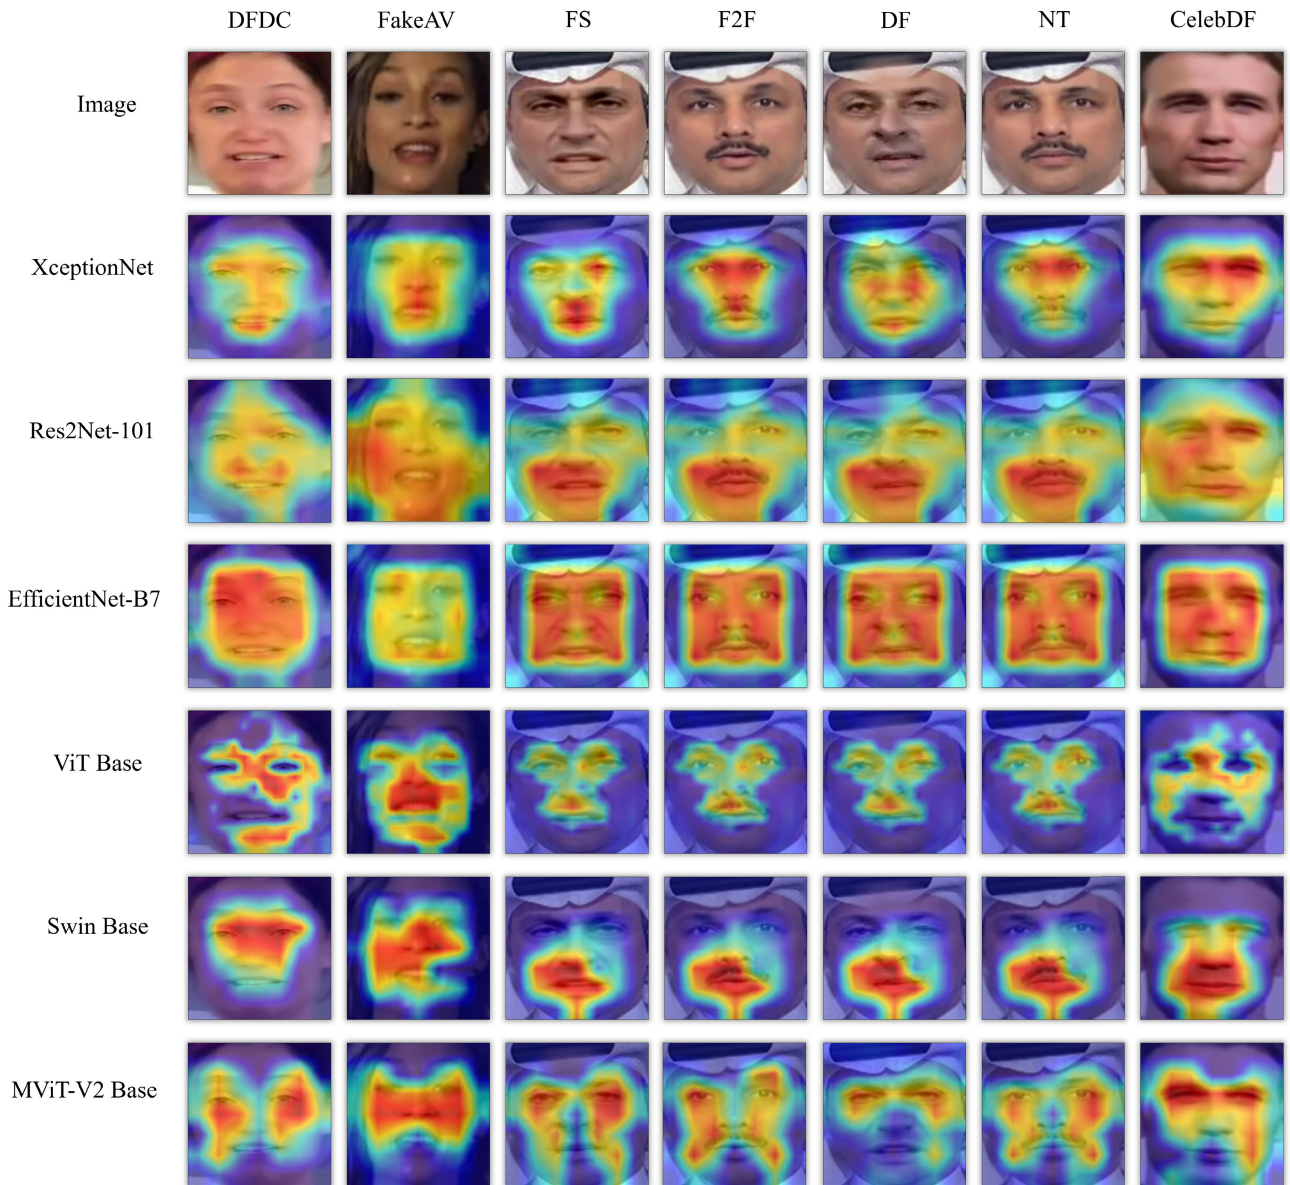 DFDC FakeAV FS F2F DF NT CelebDF
Image
XceptionNet
Res2Net-101
EfficientNet-B7
ViT Base
Swin Base
MViT-V2 Base